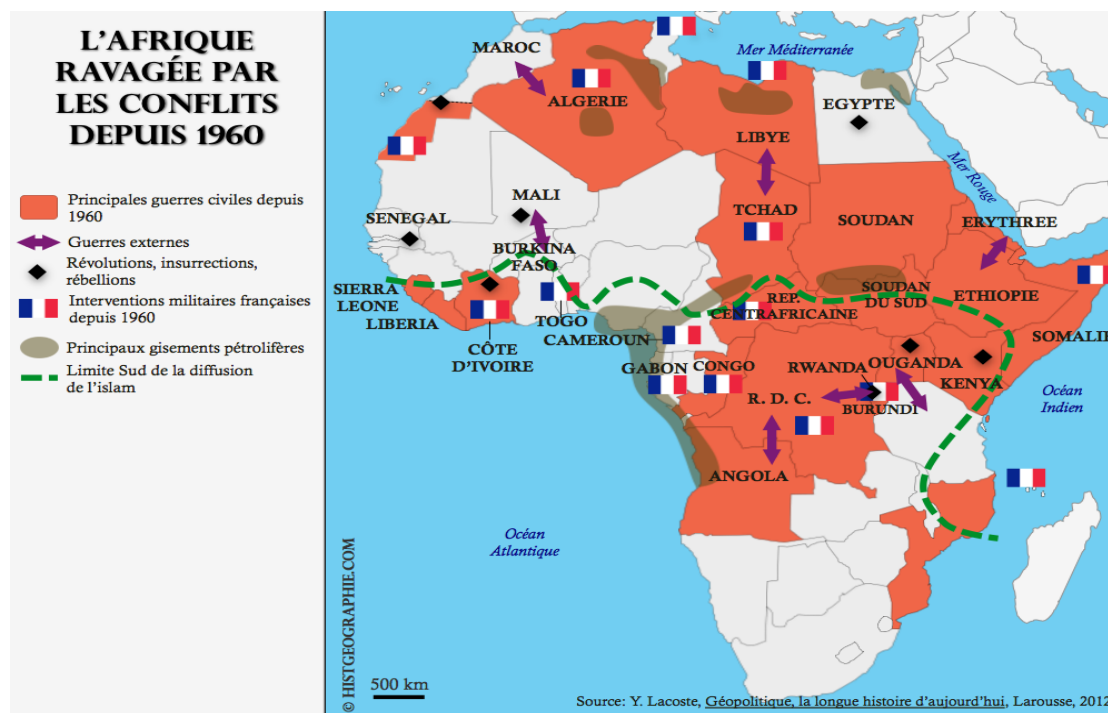 L'AFRIQUE
RAVAGÉE PAR
LES CONFLITS
DEPUIS 1960
Principales guerres civiles depuis
1960
Guerres externes
Révolutions, insurrections,
rébellions
Interventions militaires françaises
depuis 1960
Principaux gisements pétrolifères
Limite Sud de la diffusion
de l'islam
MAROC
Mer Méditerranée
ALGERIE
EGYPTE
LIBYE
Mer Rouge
MALI
SENEGAL
TCHAD
SOUDAN
ERYTHREE
BURKINA
FASO
SIERRA
LEONE
LIBERIA
CÔTE
D'IVOIRE
TOGO
CAMEROUN
REP.
CENTRAFRICAINE
SOUDAN
DU SUD
ETHIOPIE
SOMALIE
GABON
CONGO
RWANDA
OUGANDA
KENYA
R. D. C.
BURUNDI
Océan
Indien
ANGOLA
Océan
Atlantique
© HISTGEOGRAPHIE.COM
500 km
Source: Y. Lacoste, Géopolitique, la longue histoire d'aujourd'hui, Larousse, 2012